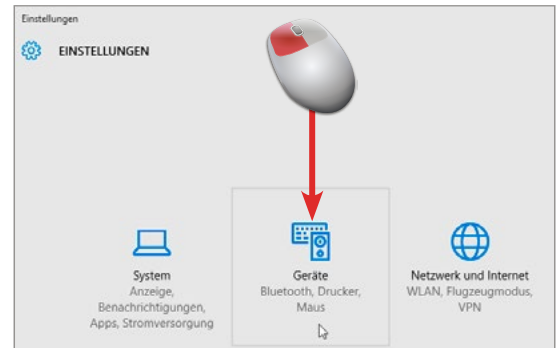 Einstellungen
EINSTELLUNGEN
System
Anzeige,
Benachrichtigungen,
Apps, Stromversorgung
Geräte
Bluetooth, Drucker,
Maus
Netzwerk und Internet
WLAN, Flugzeugmodus,
VPN